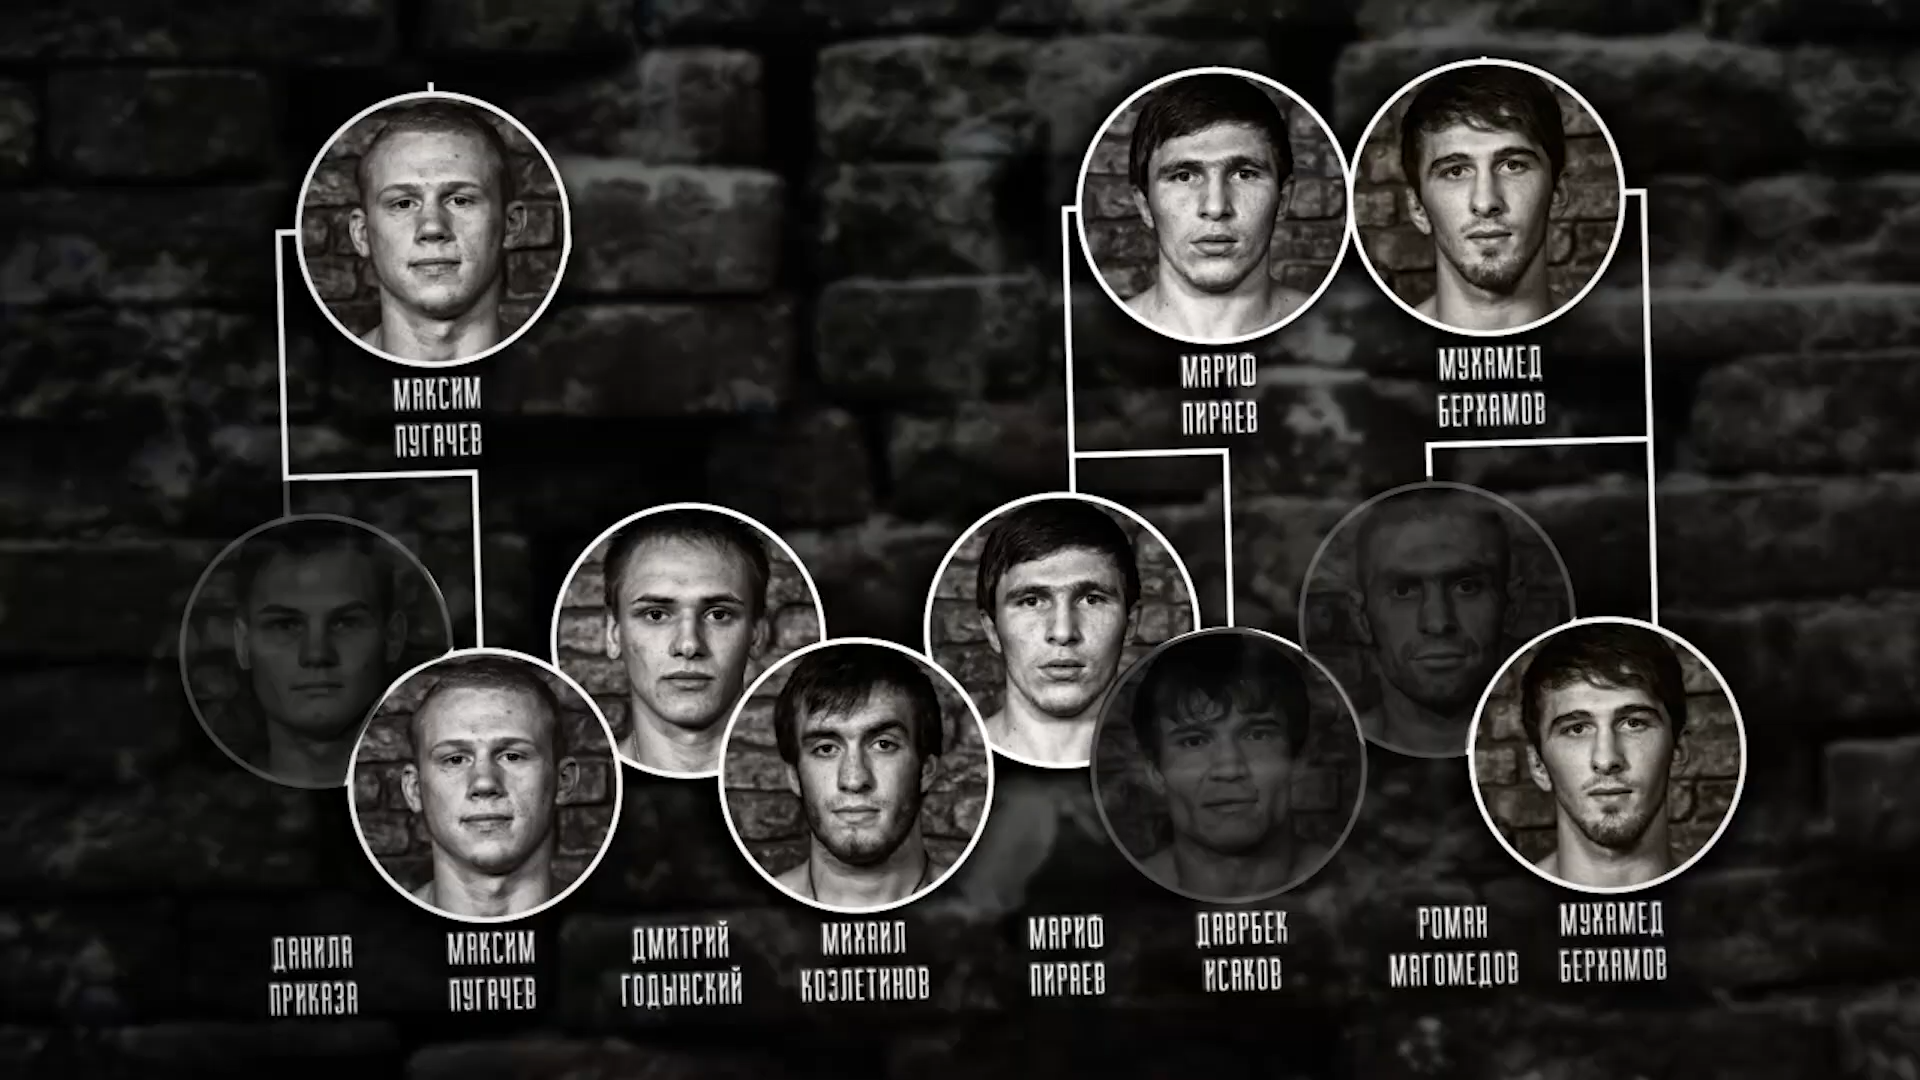 МАКСИМ
ПУГАЧЕВ
МАРИФ
ПИРАЕВ
МУХАМЕД
БЕРХАМОВ
ДАНИЛА
ПРИКАЗА
МАКСИМ
ПУГАЧЕВ
ДМИТРИЙ
ГОДЫНСКИЙ
МИХАИЛ
КОЗЛЕТИНОВ
МАРИФ
ПИРАЕВ
ДАВРБЕК
ИСАКОВ
РОМАН
МАГОМЕДОВ
МУХАМЕД
БЕРХАМОВ